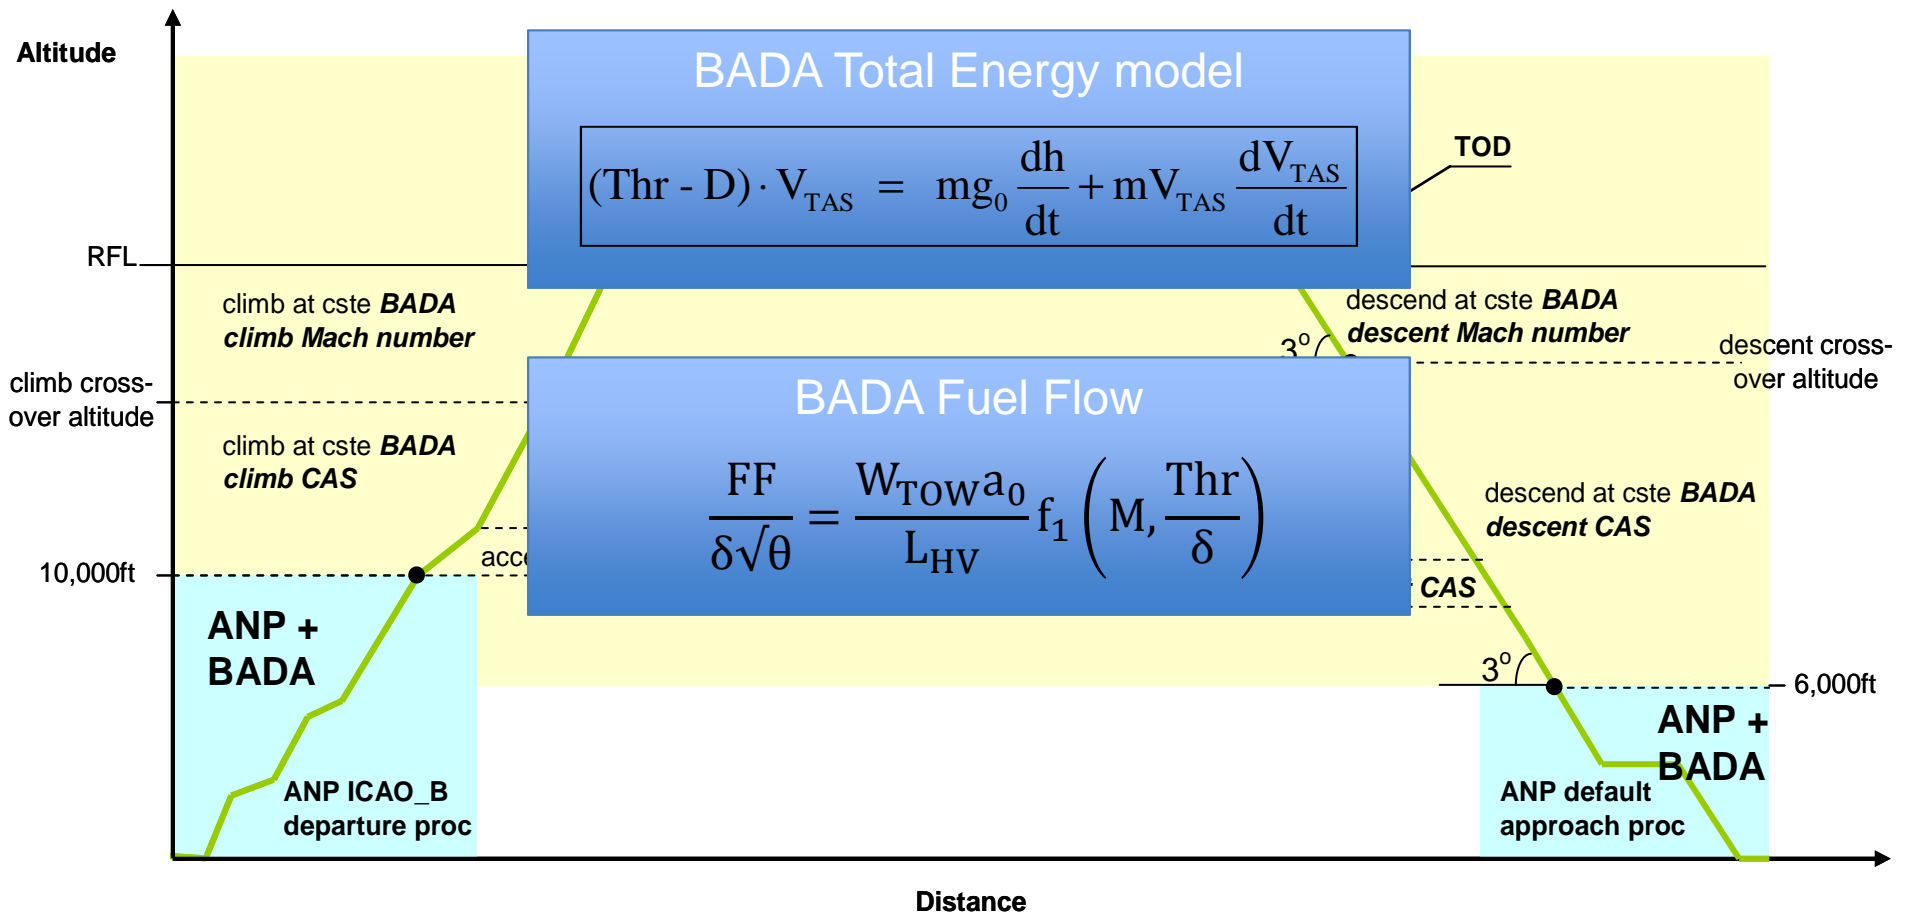 Altitude
BADA Total Energy model
(Thr - D) · V_TAS = mg_0 dh/dt + mV_TAS dV_TAS/dt
TOD
RFL
climb at cste BADA
climb Mach number
descend at cste BADA
descent Mach number
3°
descent cross-
over altitude
climb cross-
over altitude
BADA Fuel Flow
FF/δ√θ = W_TOW a_0/L_HV f_1 (M, Thr/δ)
climb at cste BADA
climb CAS
descend at cste BADA
descent CAS
10,000ft
CAS
ANP +
BADA
3°
6,000ft
ANP +
BADA
ANP ICAO_B
departure proc
ANP default
approach proc
Distance